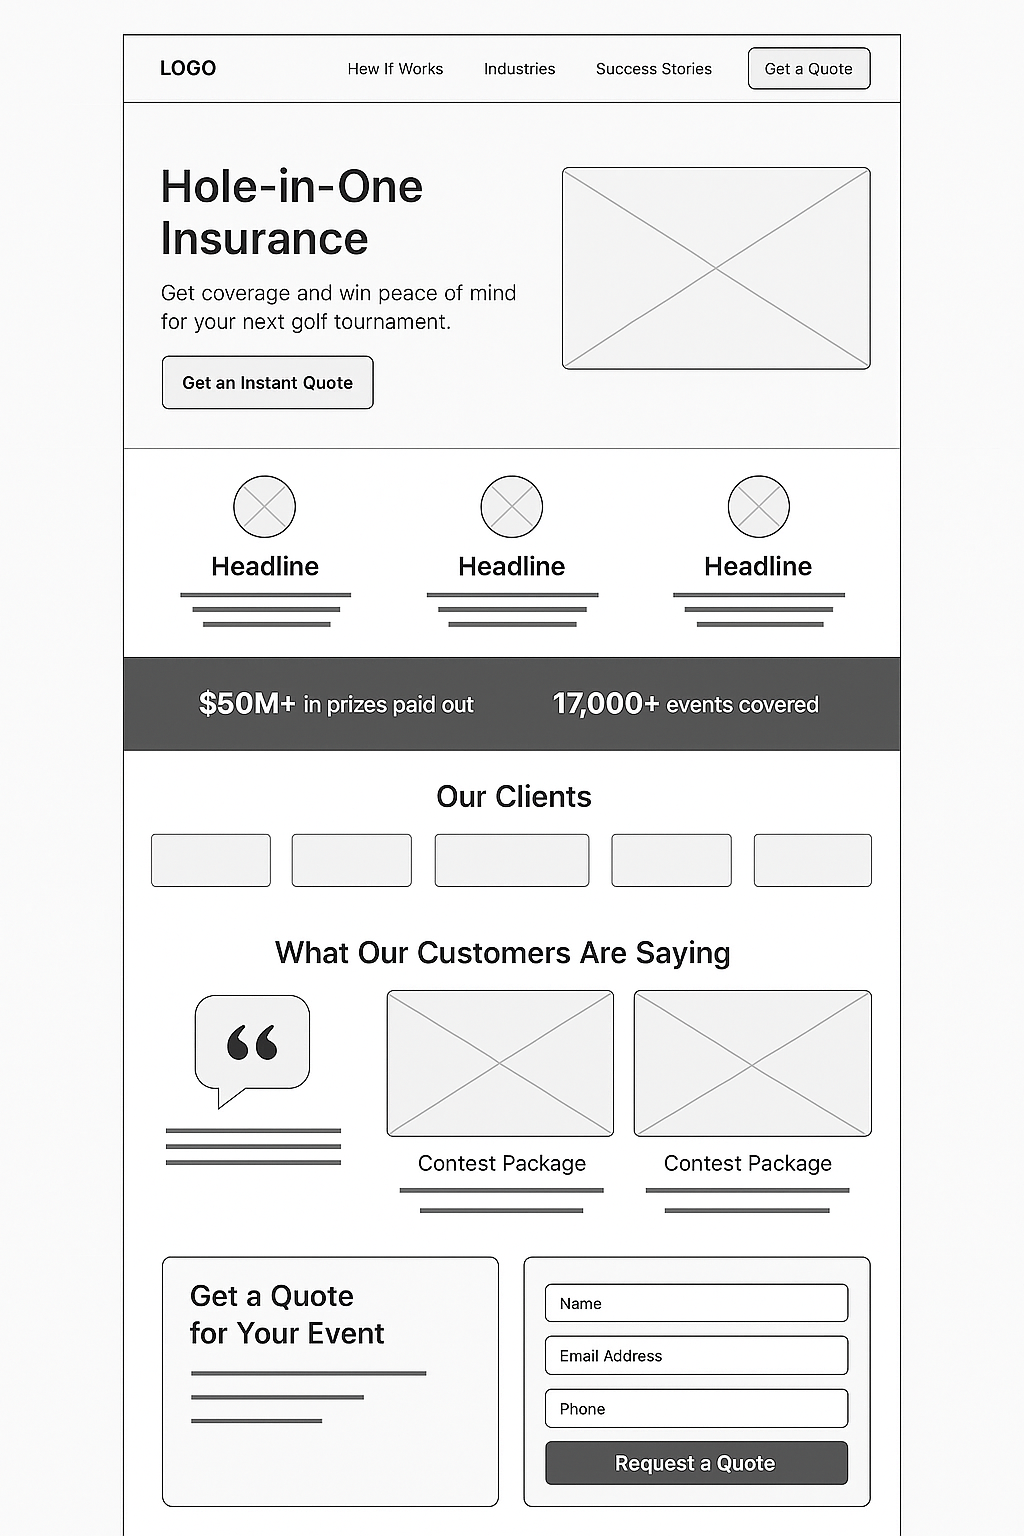 LOGO
Hew If Works
Industries
Success Stories
Get a Quote
Hole-in-One
Insurance
Get coverage and win peace of mind
for your next golf tournament.
Get an Instant Quote
Headline
Headline
Headline
$50M+ in prizes paid out
17,000+ events covered
Our Clients
What Our Customers Are Saying
“
Contest Package
Contest Package
Get a Quote
for Your Event
Name
Email Address
Phone
Request a Quote